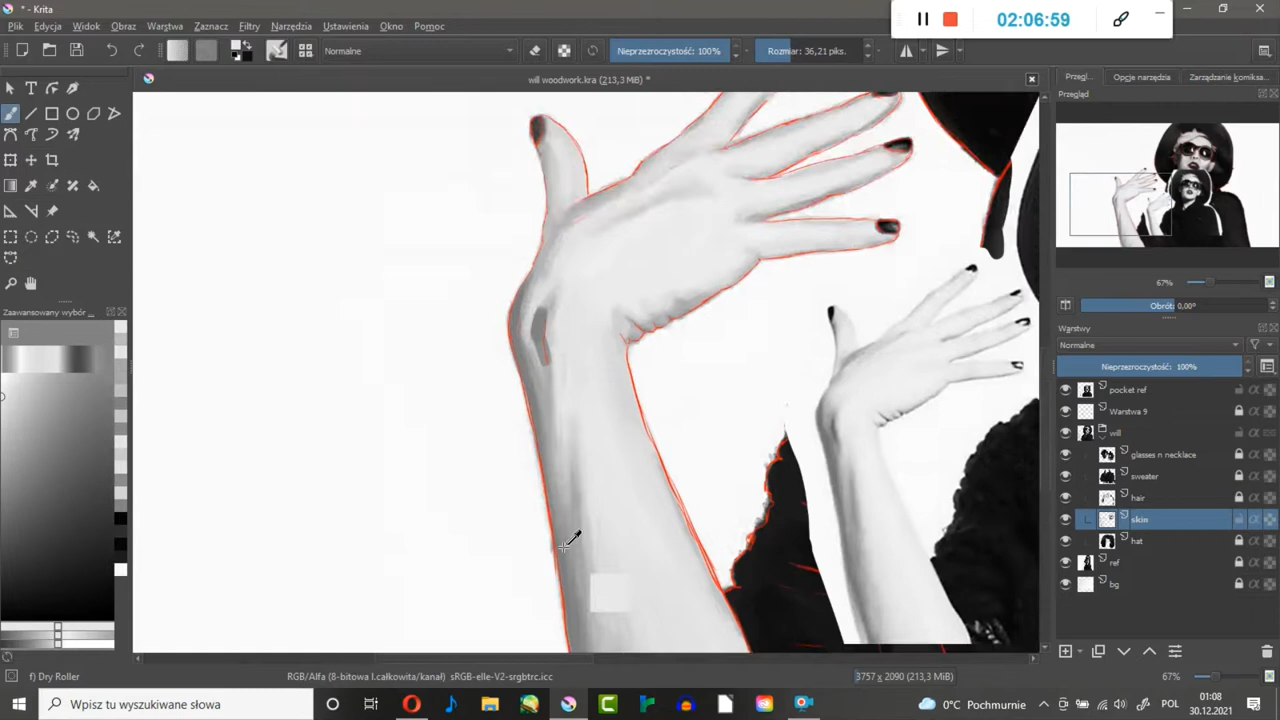 * - Krita
02:06:59
Plik Edycja Widok Obraz Warstwa Zaznacz Filtry Narzędzia Ustawienia Okno Pomoc
Normalne Nieprzezroczystość: 100% Rozmiar: 36,21 piks.
will woodwork.kra (213,3 MiB) *
Przegl... Opcje narzędzia Zarządzanie komiksa...
Przegląd
67%
Obrót: 0,00°
Warstwy
Normalne
Nieprzezroczystość: 100%
pocket ref
Warstwa 9
will
glasses n necklace
sweater
hair
skin
hat
ref
bg
Zaawansowany wybór ...
f) Dry Roller RGB/Alfa (8-bitowa l.całkowita/kanał) sRGB-elle-V2-srgbtrc.icc 3757 x 2090 (213,3 MiB) 67%
Wpisz tu wyszukiwane słowa 0°C Pochmurnie 01:08
30.12.2021